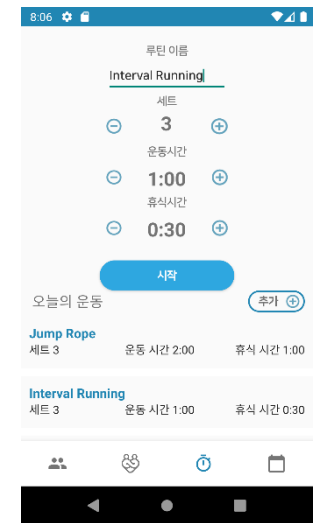 8:06
루틴 이름
Interval Running
세트
3
운동시간
1:00
휴식시간
0:30
시작
오늘의 운동 추가
Jump Rope
세트 3 운동 시간 2:00 휴식 시간 1:00
Interval Running
세트 3 운동 시간 1:00 휴식 시간 0:30